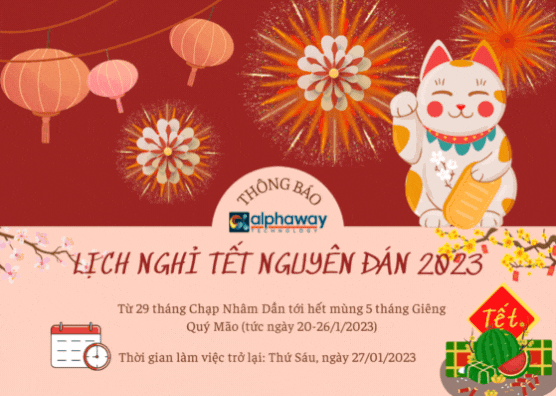 THÔNG BÁO
alphaway
TECHNOLOGY
LỊCH NGHỈ TẾT NGUYÊN ĐÁN 2023
Từ 29 tháng Chạp Nhâm Dần tới hết mùng 5 tháng Giêng
Quý Mão (tức ngày 20-26/1/2023)
Thời gian làm việc trở lại: Thứ Sáu, ngày 27/01/2023
Tết.